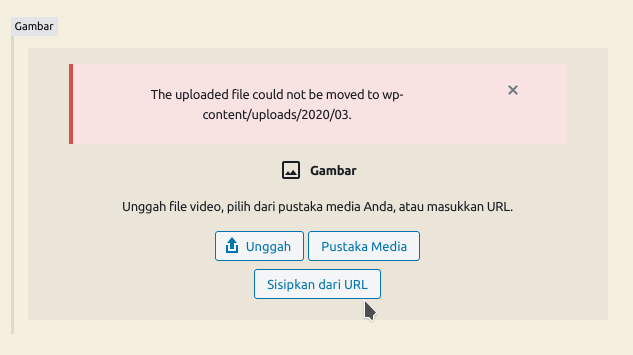 Gambar
The uploaded file could not be moved to wp-
content/uploads/2020/03.
Gambar
Unggah file video, pilih dari pustaka media Anda, atau masukkan URL.
Unggah
Pustaka Media
Sisipkan dari URL